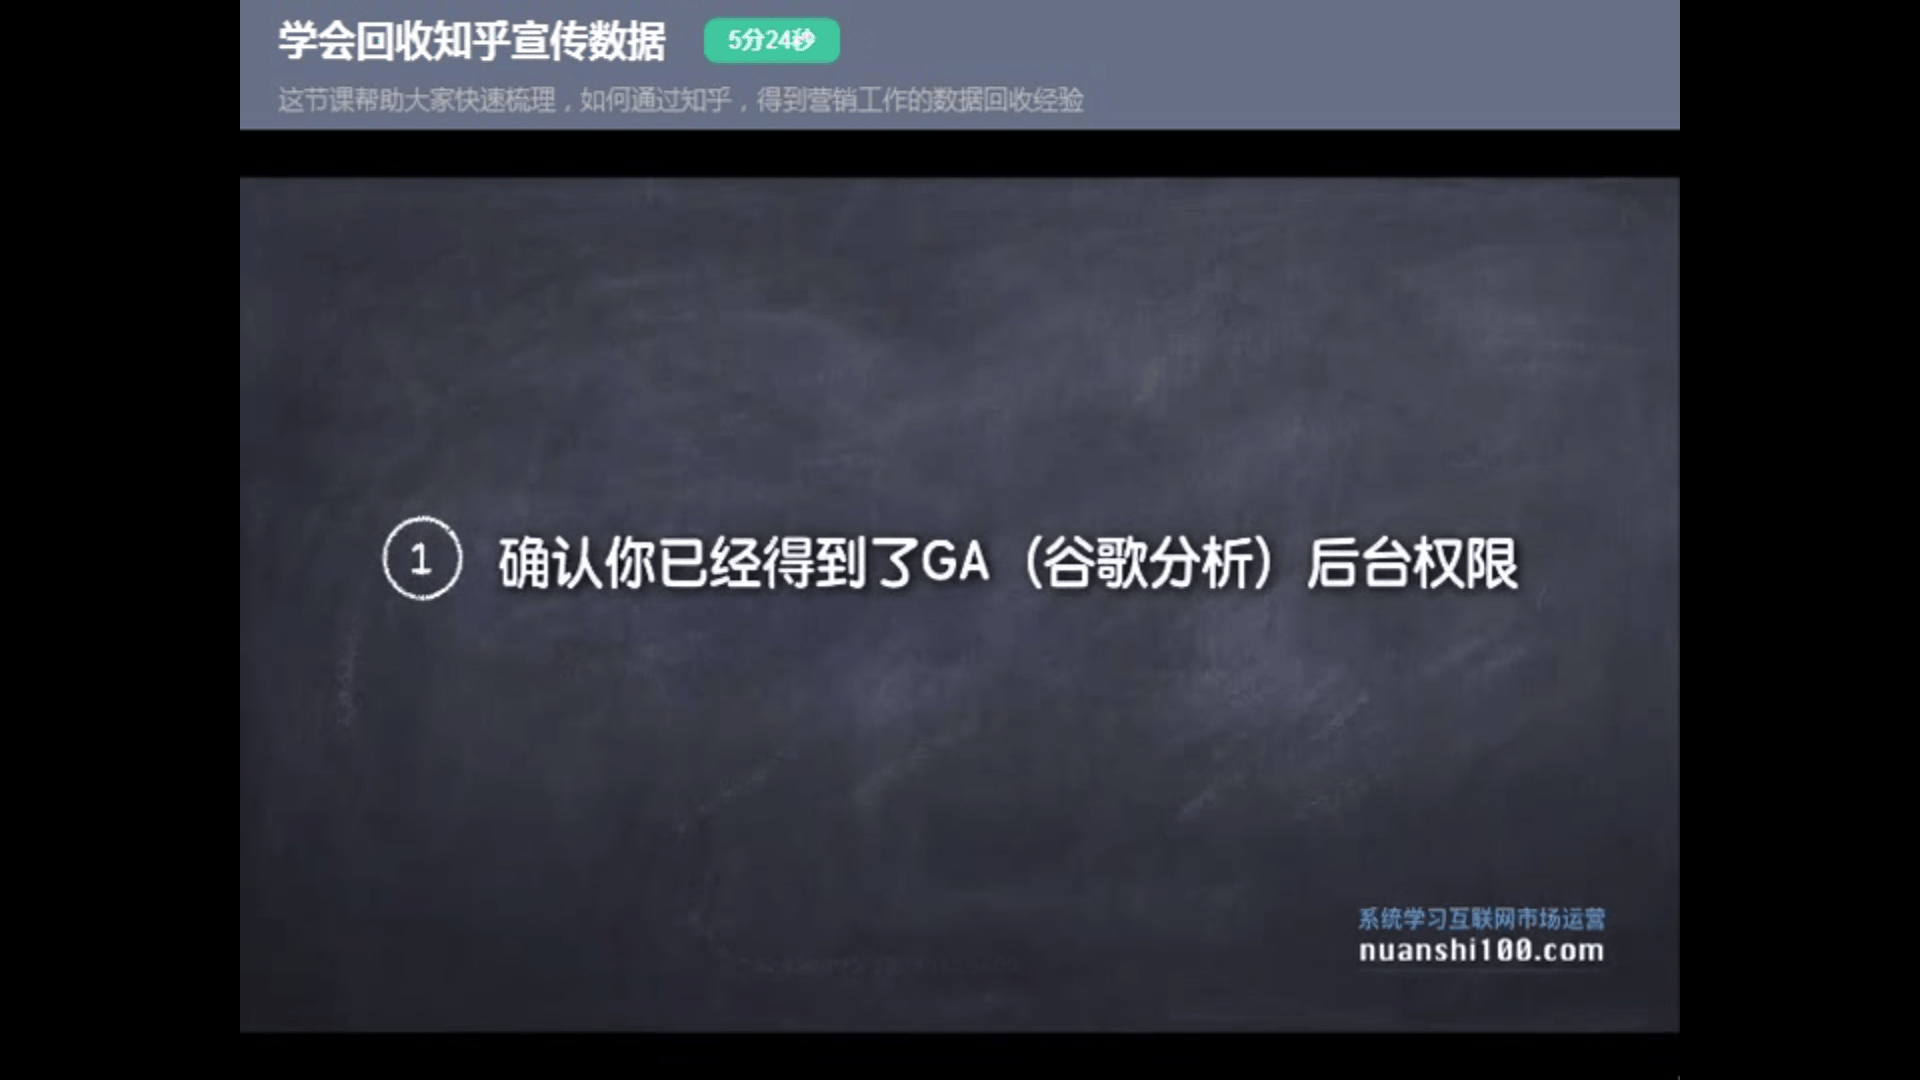 学会回收知乎宣传数据 5分24秒
这节课帮助大家快速梳理，如何通过知乎，得到营销工作的数据回收经验
1 确认你已经得到了GA（谷歌分析）后台权限
系统学习互联网市场运营
nuanshi100.com